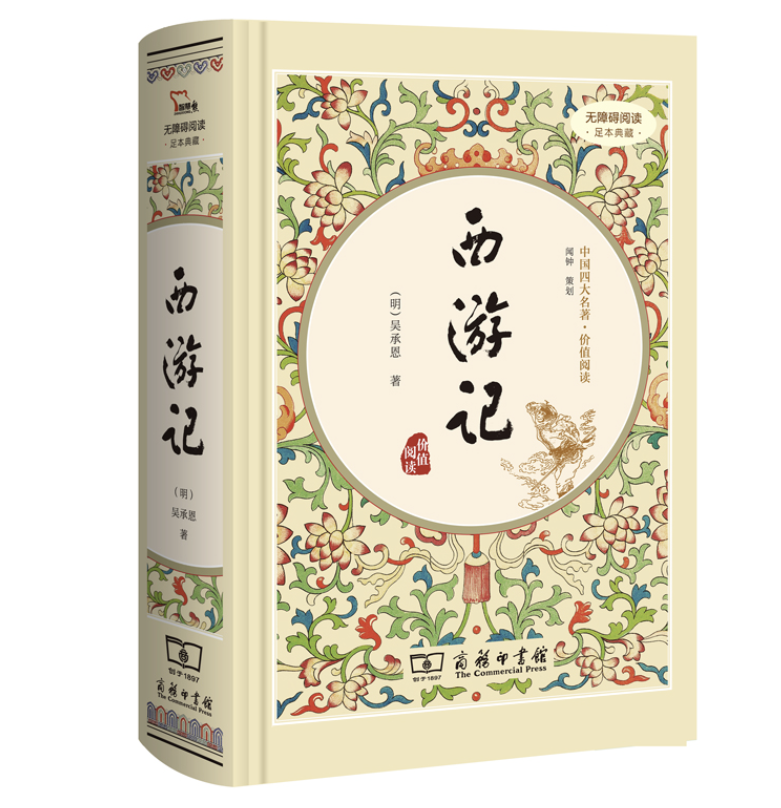 智慧熊
无障碍阅读
·足本典藏·
西游记
（明）
吴承恩
著
创于1897
商务印书馆
The Commercial Press
无障碍阅读
·足本典藏·
中国四大名著·价值阅读
闻钟 策划
西游记
（明）吴承恩 著
价值
阅读
创于1897
商务印书馆
The Commercial Press